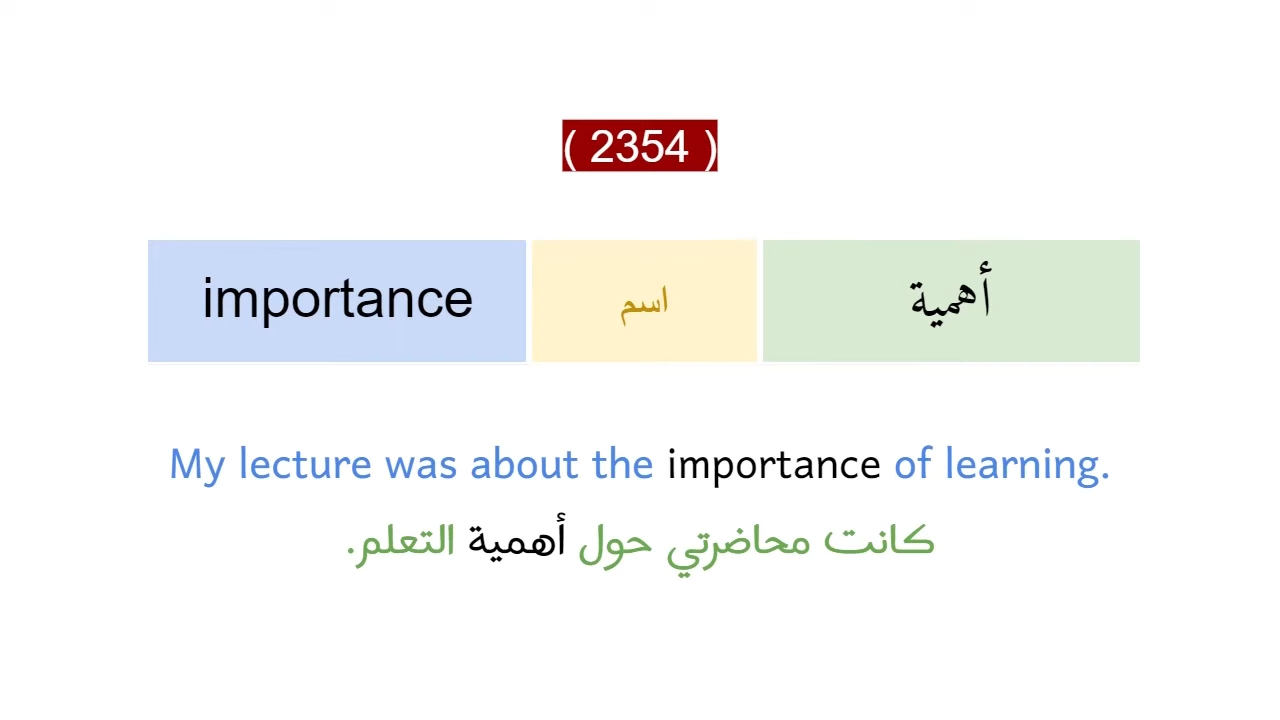 ( 2354 )
importance اسم أهمية
My lecture was about the importance of learning.
كانت محاضرتي حول أهمية التعلم.